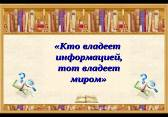 «Кто владеет
информацией,
тот владеет
миром»